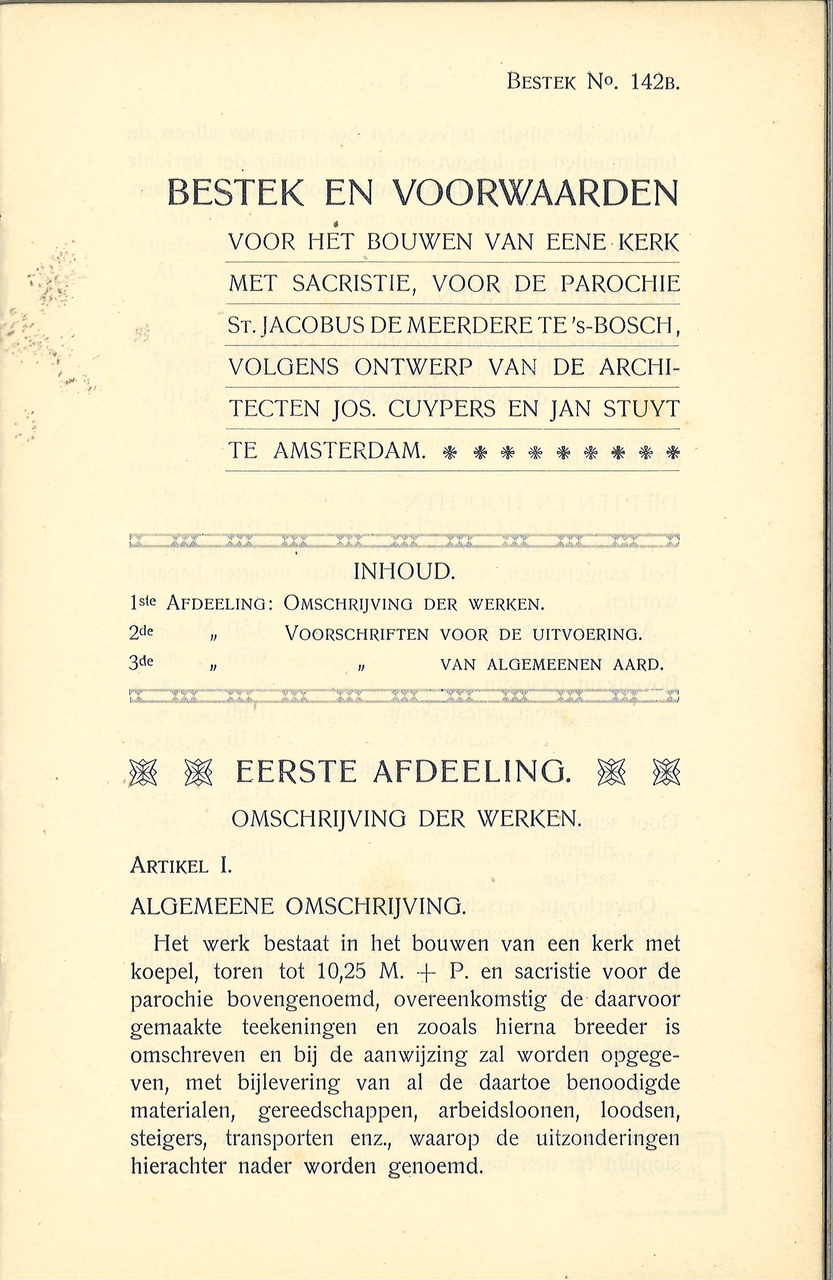 BESTEK Nº. 142B.
BESTEK EN VOORWAARDEN
VOOR HET BOUWEN VAN EENE KERK
MET SACRISTIE, VOOR DE PAROCHIE
ST. JACOBUS DE MEERDERE TE 's-BOSCH,
VOLGENS ONTWERP VAN DE ARCHI-
TECTEN JOS. CUYPERS EN JAN STUYT
TE AMSTERDAM.
INHOUD.
1ste AFDEELING: OMSCHRIJVING DER WERKEN.
2de „ VOORSCHRIFTEN VOOR DE UITVOERING.
3de „ „ VAN ALGEMEENEN AARD.
EERSTE AFDEELING.
OMSCHRIJVING DER WERKEN.
ARTIKEL I.
ALGEMEENE OMSCHRIJVING.
Het werk bestaat in het bouwen van een kerk met
koepel, toren tot 10,25 M. + P. en sacristie voor de
parochie bovengenoemd, overeenkomstig de daarvoor
gemaakte teekeningen en zooals hierna breeder is
omschreven en bij de aanwijzing zal worden opgege-
ven, met bijlevering van al de daartoe benoodigde
materialen, gereedschappen, arbeidsloonen, loodsen,
steigers, transporten enz., waarop de uitzonderingen
hierachter nader worden genoemd.